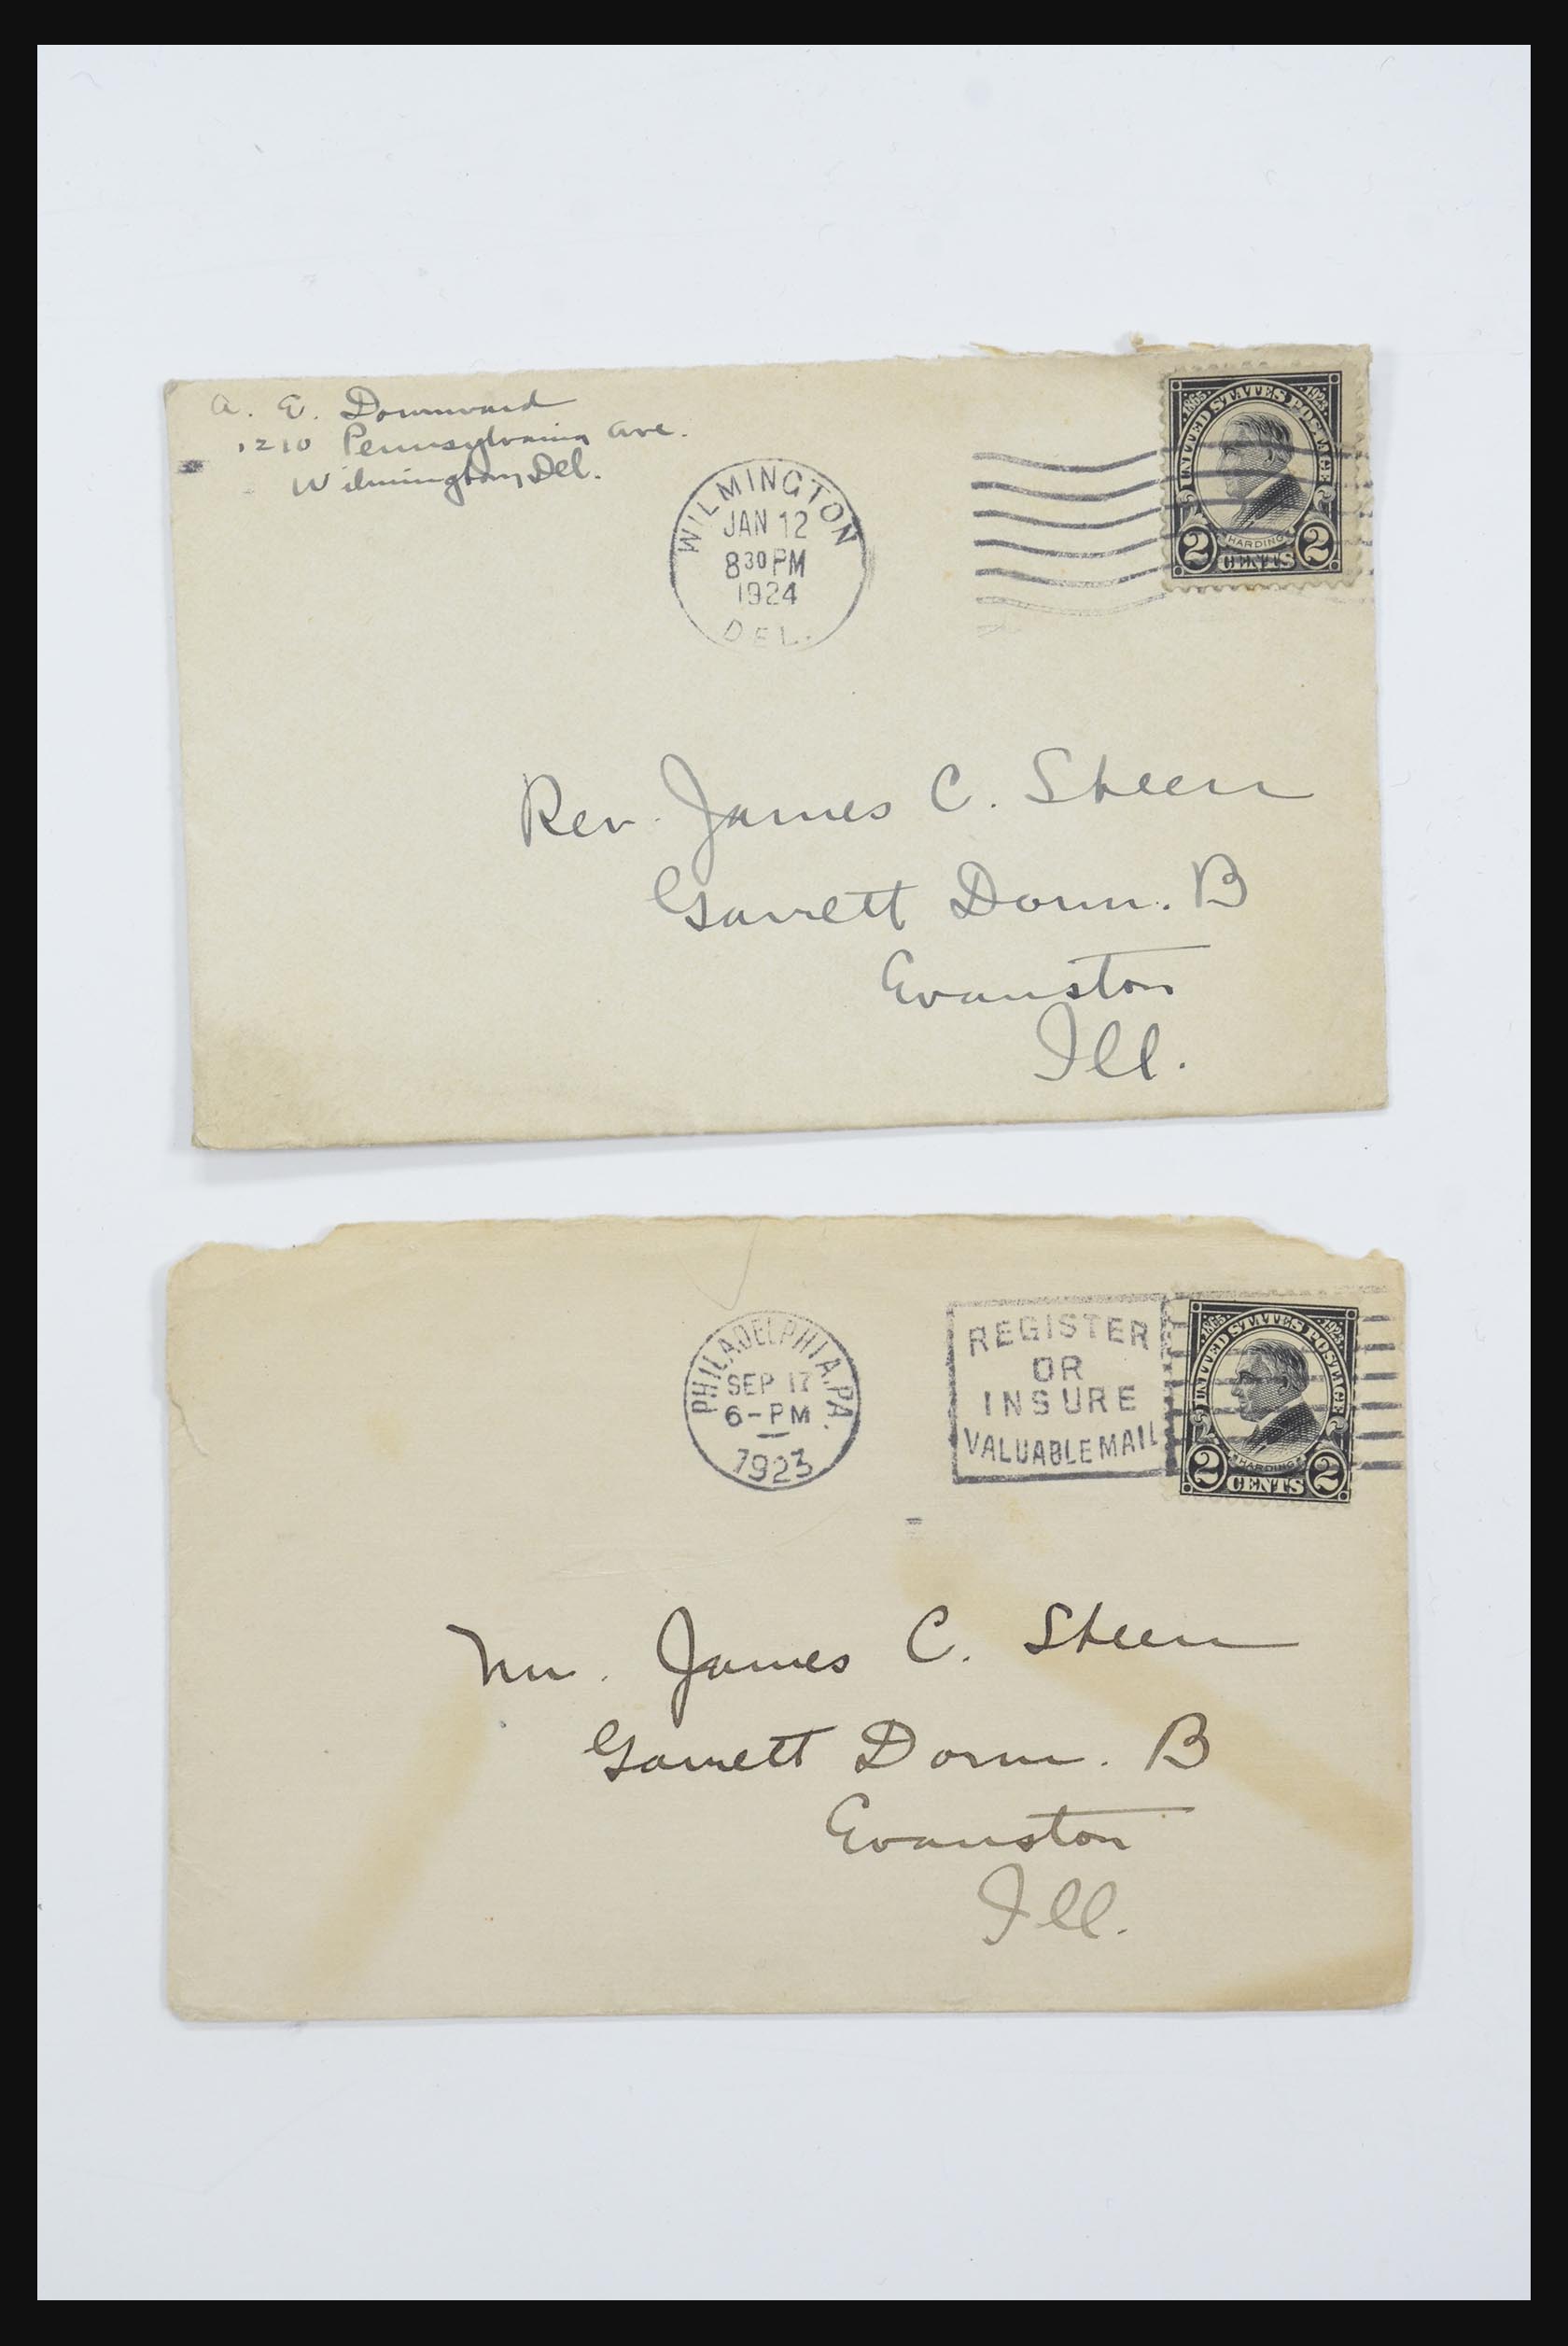 A. E. Downward
1210 Pennsylvania Ave.
Wilmington, Del.
WILMINGTON
JAN 12
8 30 PM
1924
DEL.
1865 UNITED STATES POSTAGE 1923
HARDING
2 CENTS 2
Rev. James C. Steen
Garrett Dorm. B
Evanston
Ill.
PHILADELPHIA, PA.
SEP 17
6-PM
1923
REGISTER
OR
INSURE
VALUABLE MAIL
1865 UNITED STATES POSTAGE 1923
HARDING
2 CENTS 2
Mr. James C. Steen
Garrett Dorm. B
Evanston
Ill.